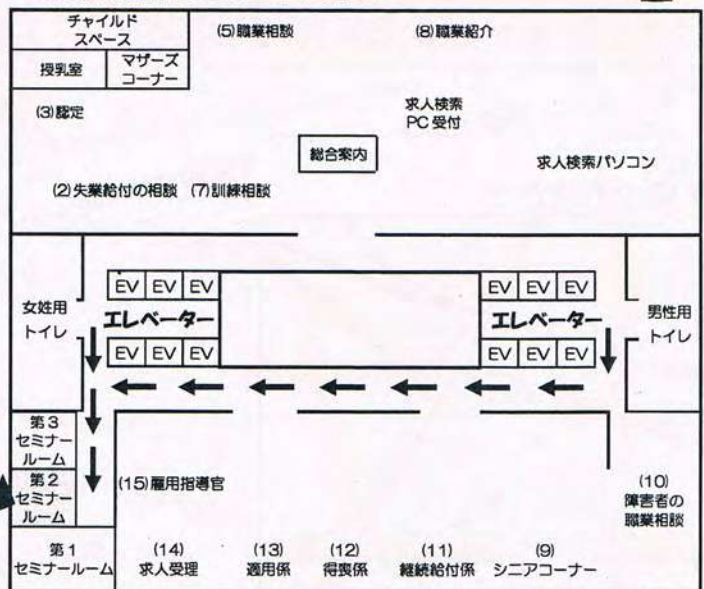 チャイルド
スペース
(5)職業相談
(8)職業紹介
授乳室
マザーズ
コーナー
(3)認定
求人検索
PC 受付
総合案内
求人検索パソコン
(2)失業給付の相談 (7)訓練相談
EV EV EV
EV EV EV
女性用
トイレ
エレベーター
エレベーター
男性用
トイレ
EV EV EV
EV EV EV
第3
セミナー
ルーム
第2
セミナー
ルーム
(15)雇用指導官
(10)
障害者の
職業相談
第1
セミナールーム
(14)
求人受理
(13)
適用係
(12)
得喪係
(11)
継続給付係
(9)
シニアコーナー